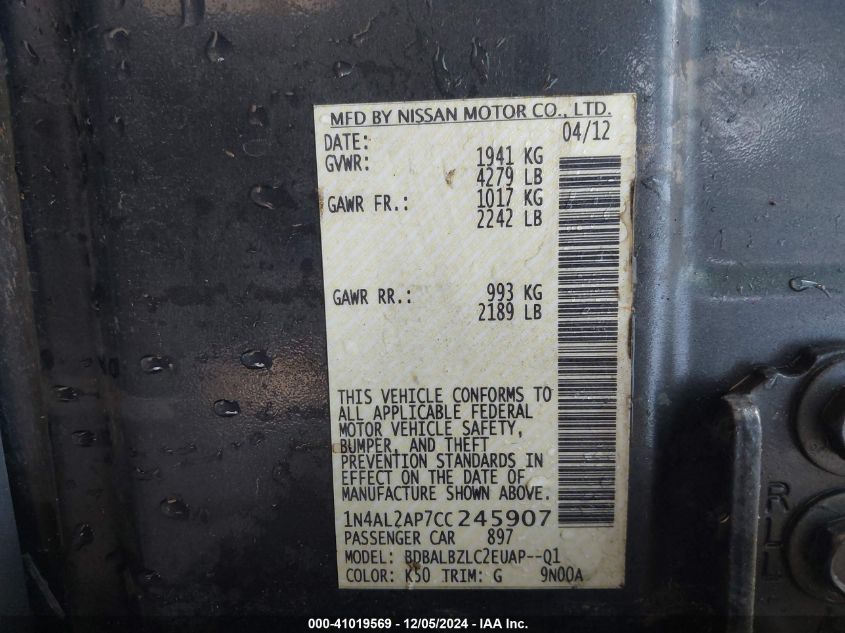 MFD BY NISSAN MOTOR CO., LTD.
DATE: 04/12
GVWR: 1941 KG
4279 LB
GAWR FR.: 1017 KG
2242 LB
GAWR RR.: 993 KG
2189 LB
THIS VEHICLE CONFORMS TO
ALL APPLICABLE FEDERAL
MOTOR VEHICLE SAFETY,
BUMPER, AND THEFT
PREVENTION STANDARDS IN
EFFECT ON THE DATE OF
MANUFACTURE SHOWN ABOVE.
1N4AL2AP7CC245907
PASSENGER CAR 897
MODEL: BDBALBZLC2EUAP--Q1
COLOR: K50 TRIM: G 9N00A
000-41019569 - 12/05/2024 - IAA Inc.